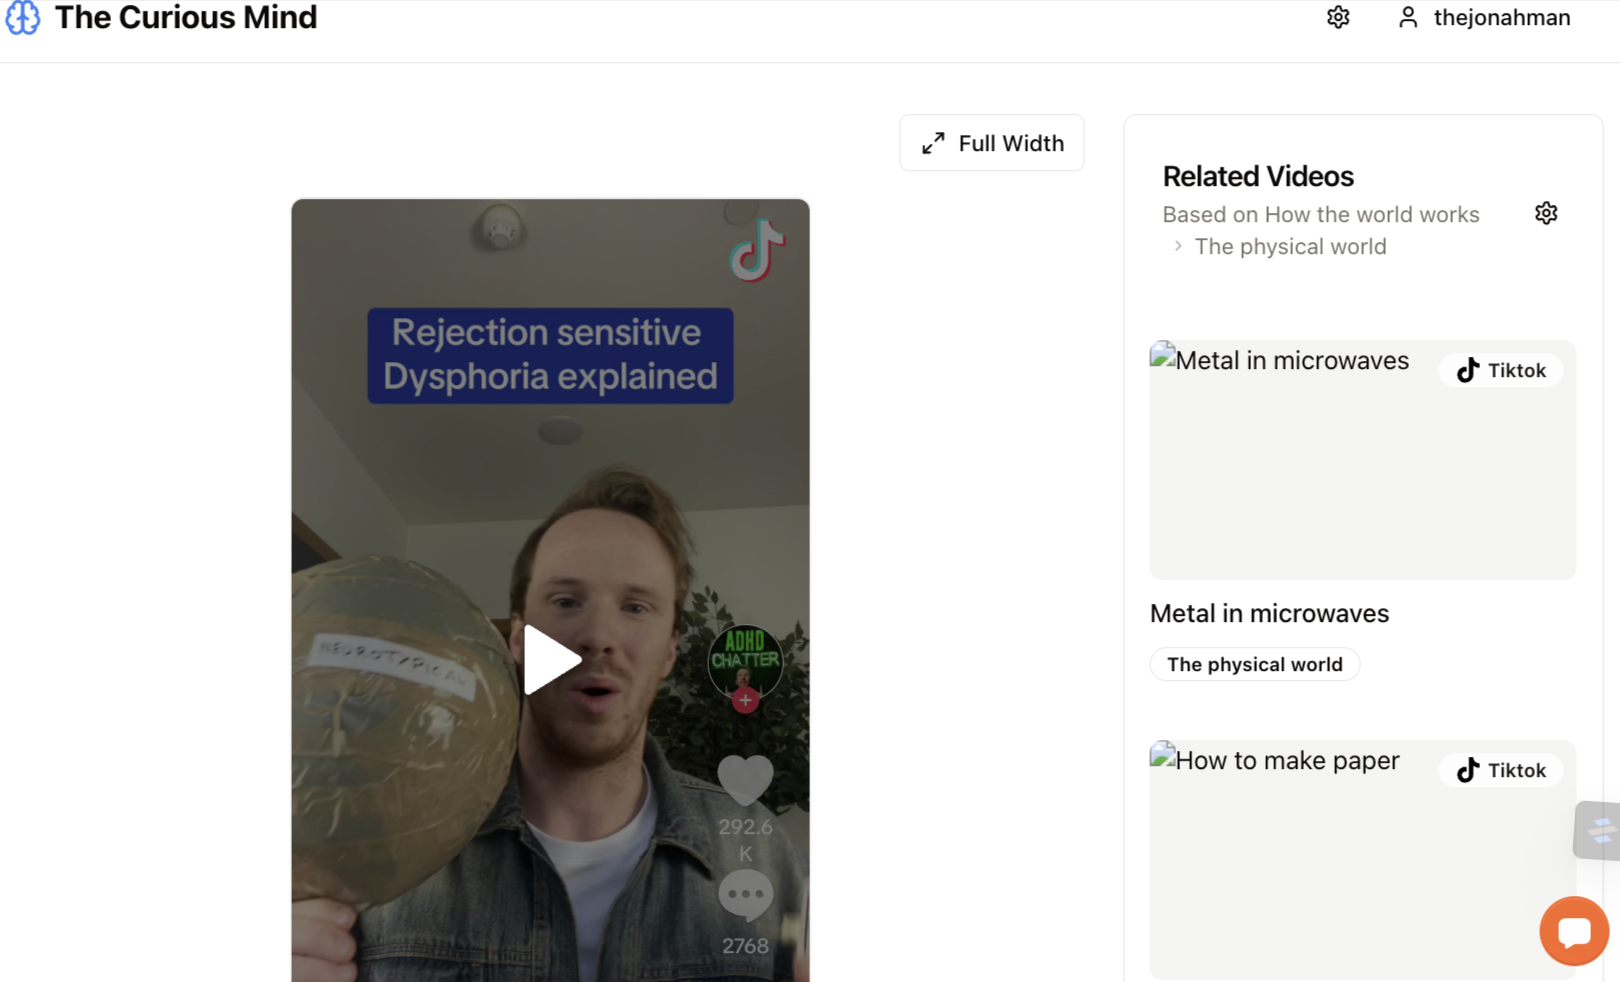 The Curious Mind
thejonahman
Full Width
Rejection sensitive
Dysphoria explained
NEUROTYPICAL
ADHD
CHATTER
292.6
K
2768
Related Videos
Based on How the world works
The physical world
Metal in microwaves
Tiktok
Metal in microwaves
The physical world
How to make paper
Tiktok